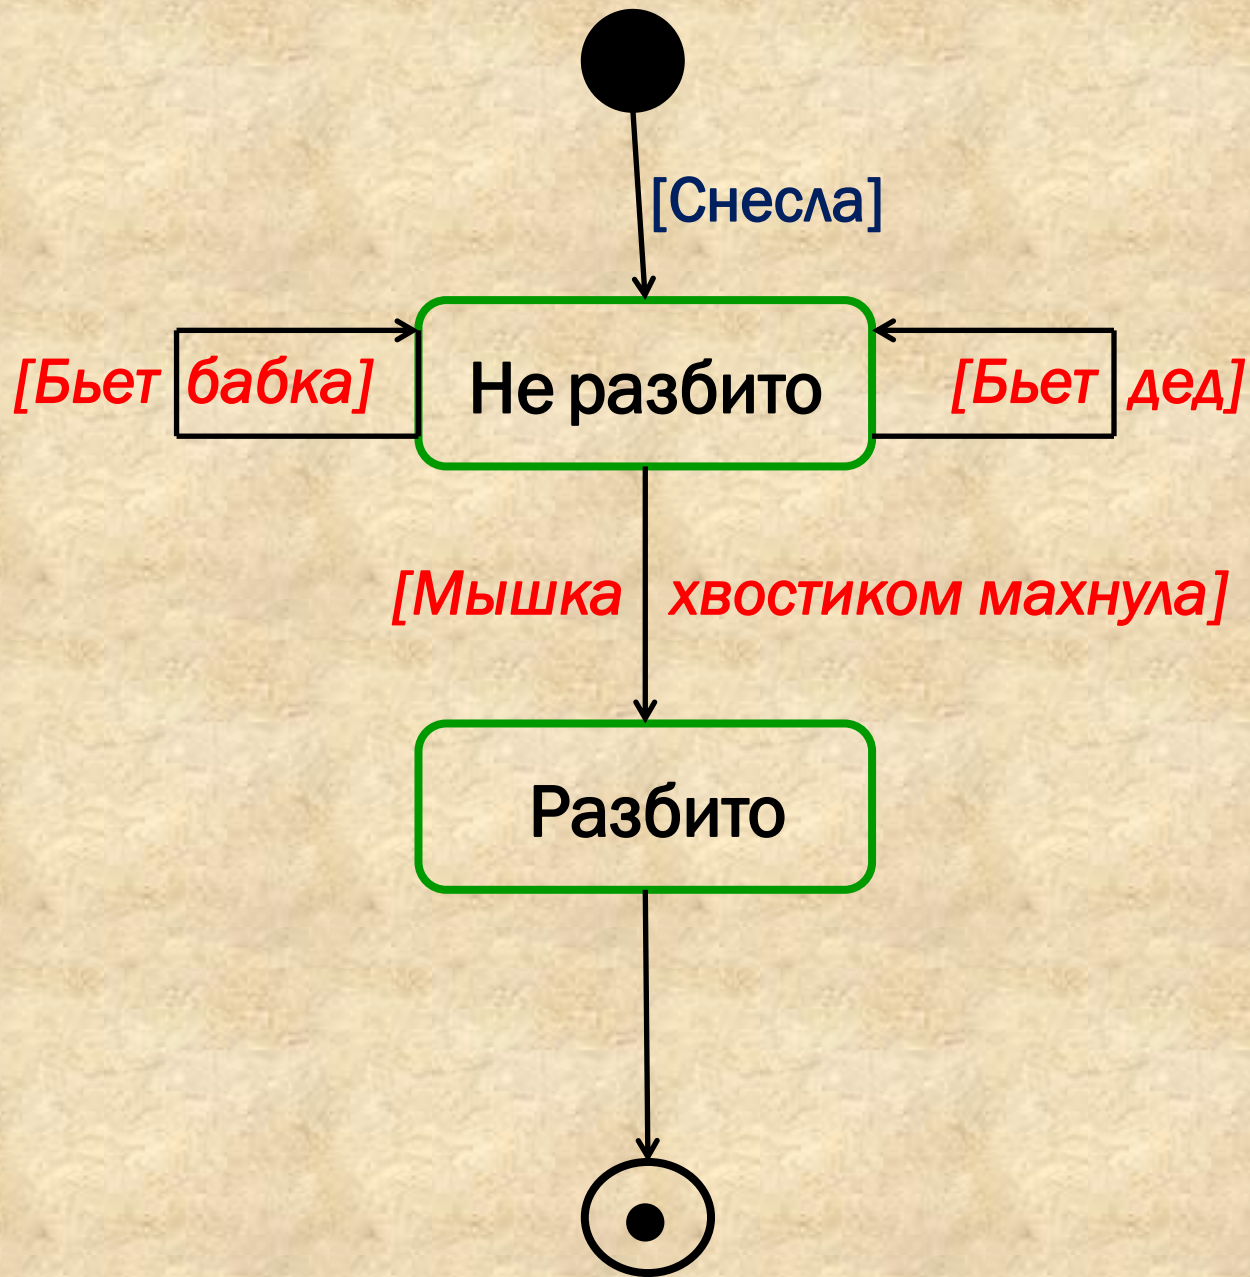 [Снесла]
[Бьет бабка]
Не разбито
[Бьет дед]
[Мышка хвостиком махнула]
Разбито